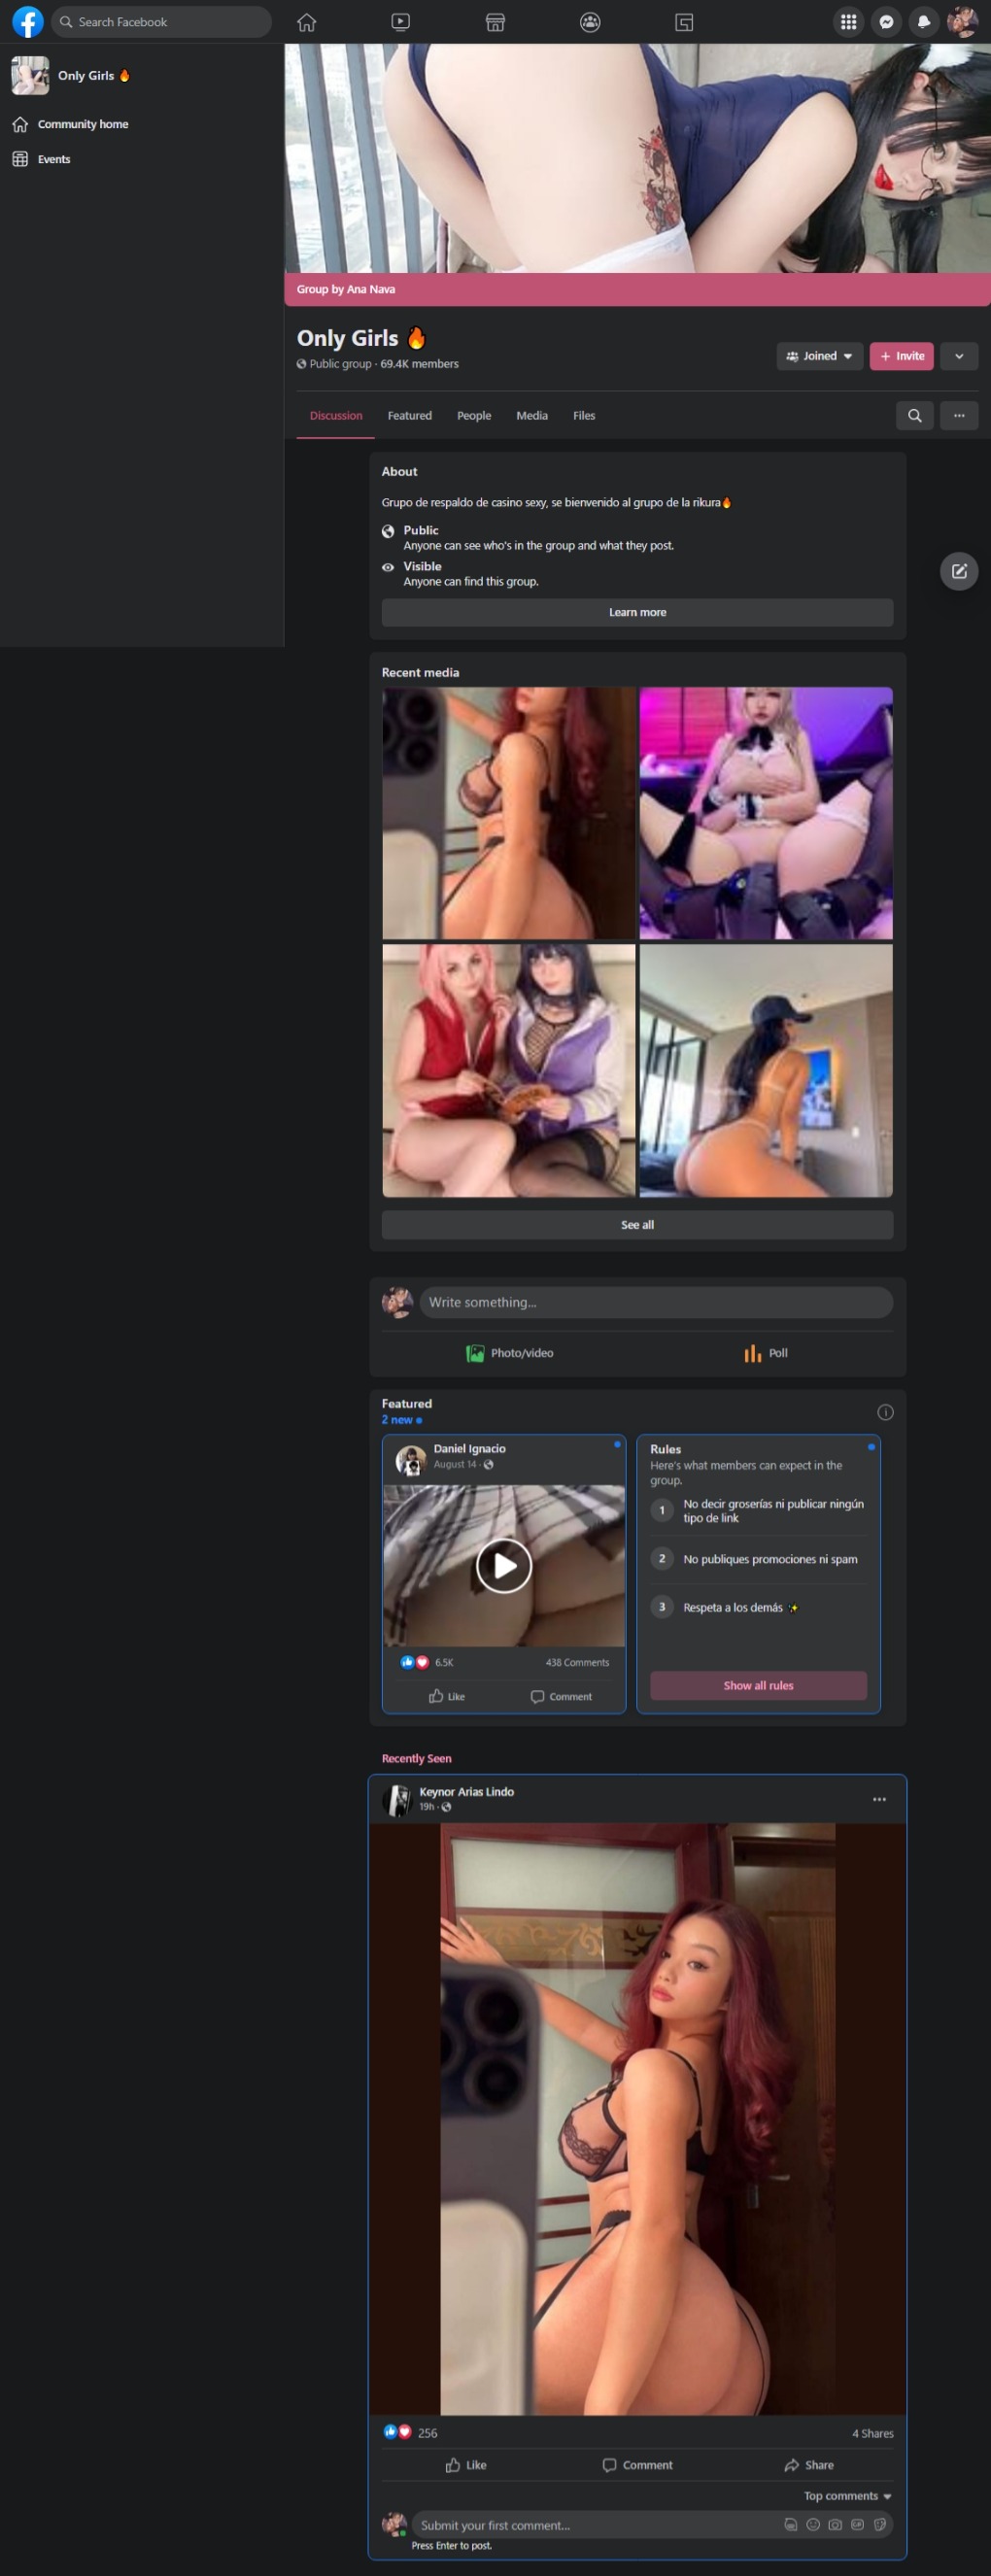 Search Facebook
Only Girls 🔥
Community home
Events
Group by Ana Nava
Only Girls 🔥
Public group · 69.4K members
Joined
+ Invite
Discussion
Featured
People
Media
Files
About
Grupo de respaldo de casino sexy, se bienvenido al grupo de la rikura🔥
Public
Anyone can see who's in the group and what they post.
Visible
Anyone can find this group.
Learn more
Recent media
See all
Write something...
Photo/video
Poll
Featured
2 new
Daniel Ignacio
August 14 ·
6.5K
438 Comments
Like
Comment
Rules
Here's what members can expect in the
group.
1
No decir groserías ni publicar ningún
tipo de link
2
No publiques promociones ni spam
3
Respeta a los demás ✨
Show all rules
Recently Seen
Keynor Arias Lindo
19h ·
256
4 Shares
Like
Comment
Share
Top comments
Submit your first comment...
Press Enter to post.